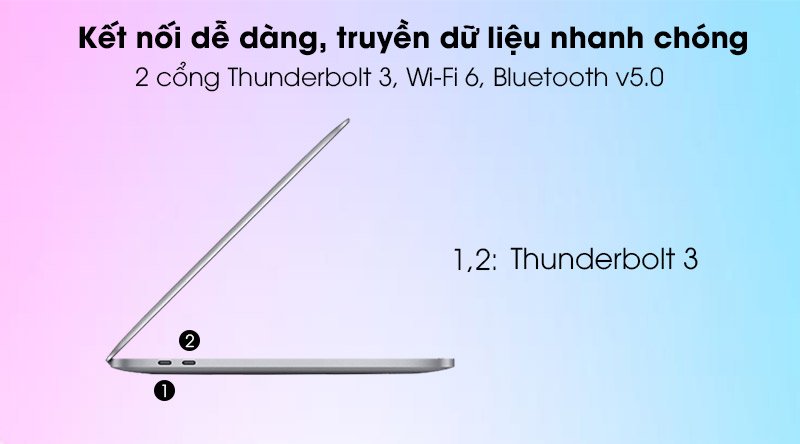 Kết nối dễ dàng, truyền dữ liệu nhanh chóng
2 cổng Thunderbolt 3, Wi-Fi 6, Bluetooth v5.0
1,2: Thunderbolt 3
2
1